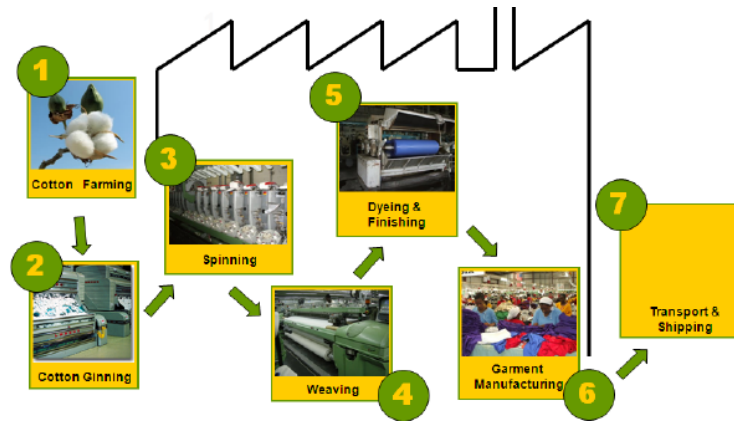 1
Cotton Farming
2
Cotton Ginning
3
Spinning
Weaving
4
5
Dyeing &
Finishing
Garment
Manufacturing
6
7
Transport &
Shipping